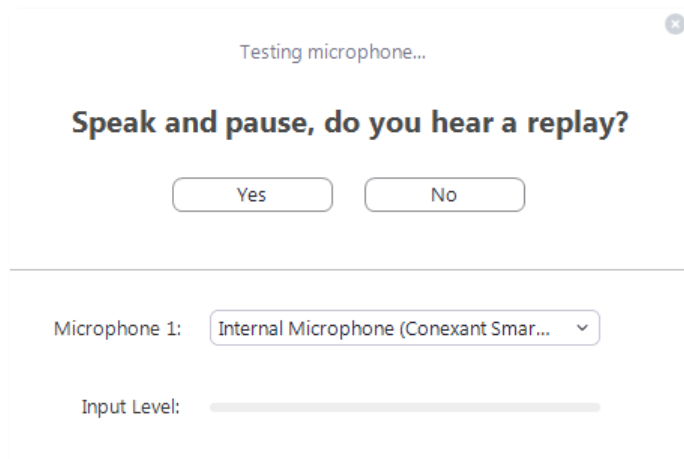 Testing microphone...
Speak and pause, do you hear a replay?
Yes No
Microphone 1: Internal Microphone (Conexant Smar...
Input Level: